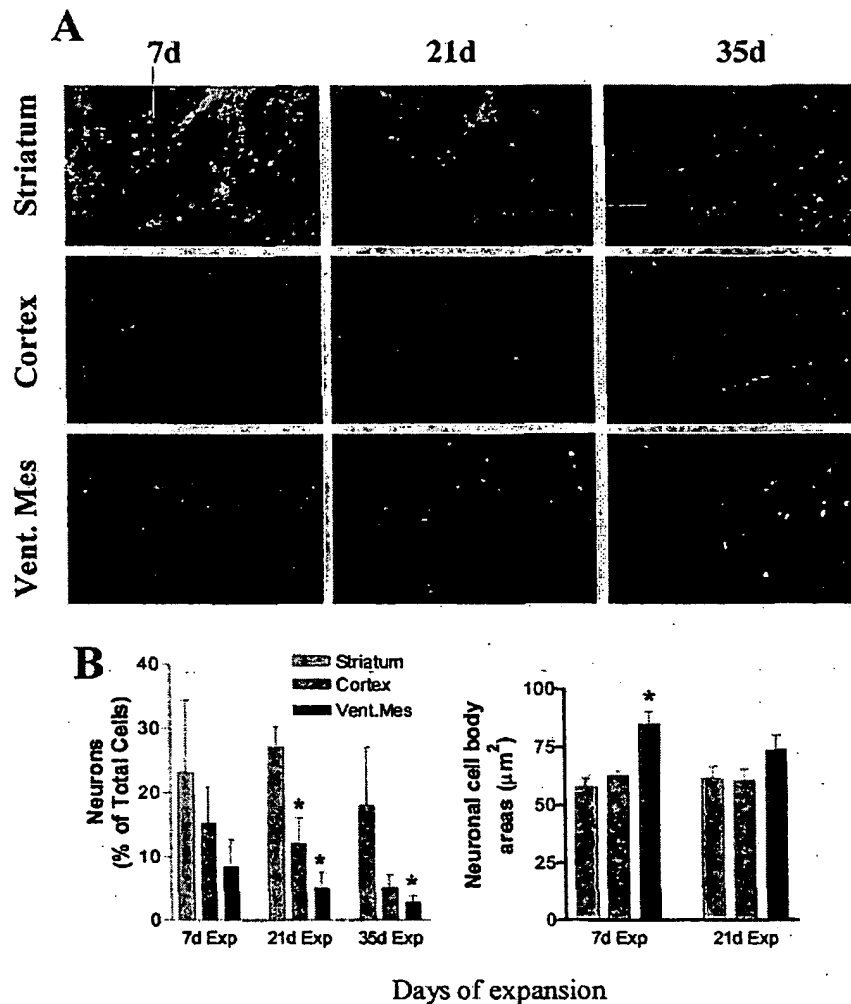 A
7d 21d 35d
Striatum
Cortex
Vent. Mes
B
Striatum
Cortex
Vent.Mes
Neurons
(% of Total Cells)
40
30
20
10
0
* * *
7d Exp 21d Exp 35d Exp
Neuronal cell body
areas (µm²)
100
75
50
25
0
*
7d Exp 21d Exp
Days of expansion